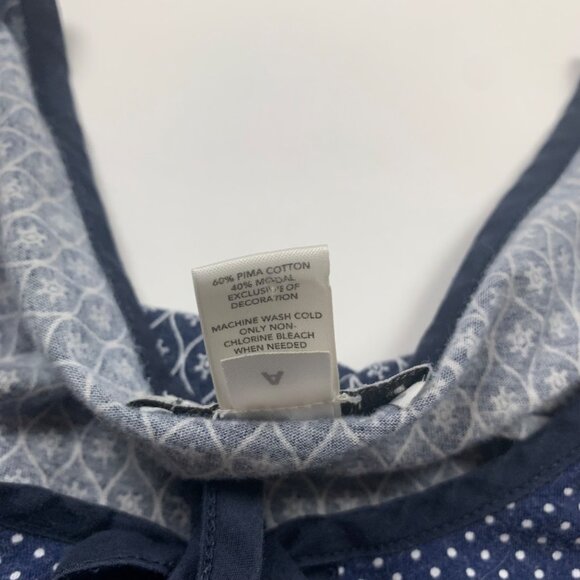 60% PIMA COTTON
40% MODAL
EXCLUSIVE OF
DECORATION
MACHINE WASH COLD
ONLY NON-
CHLORINE BLEACH
WHEN NEEDED
A